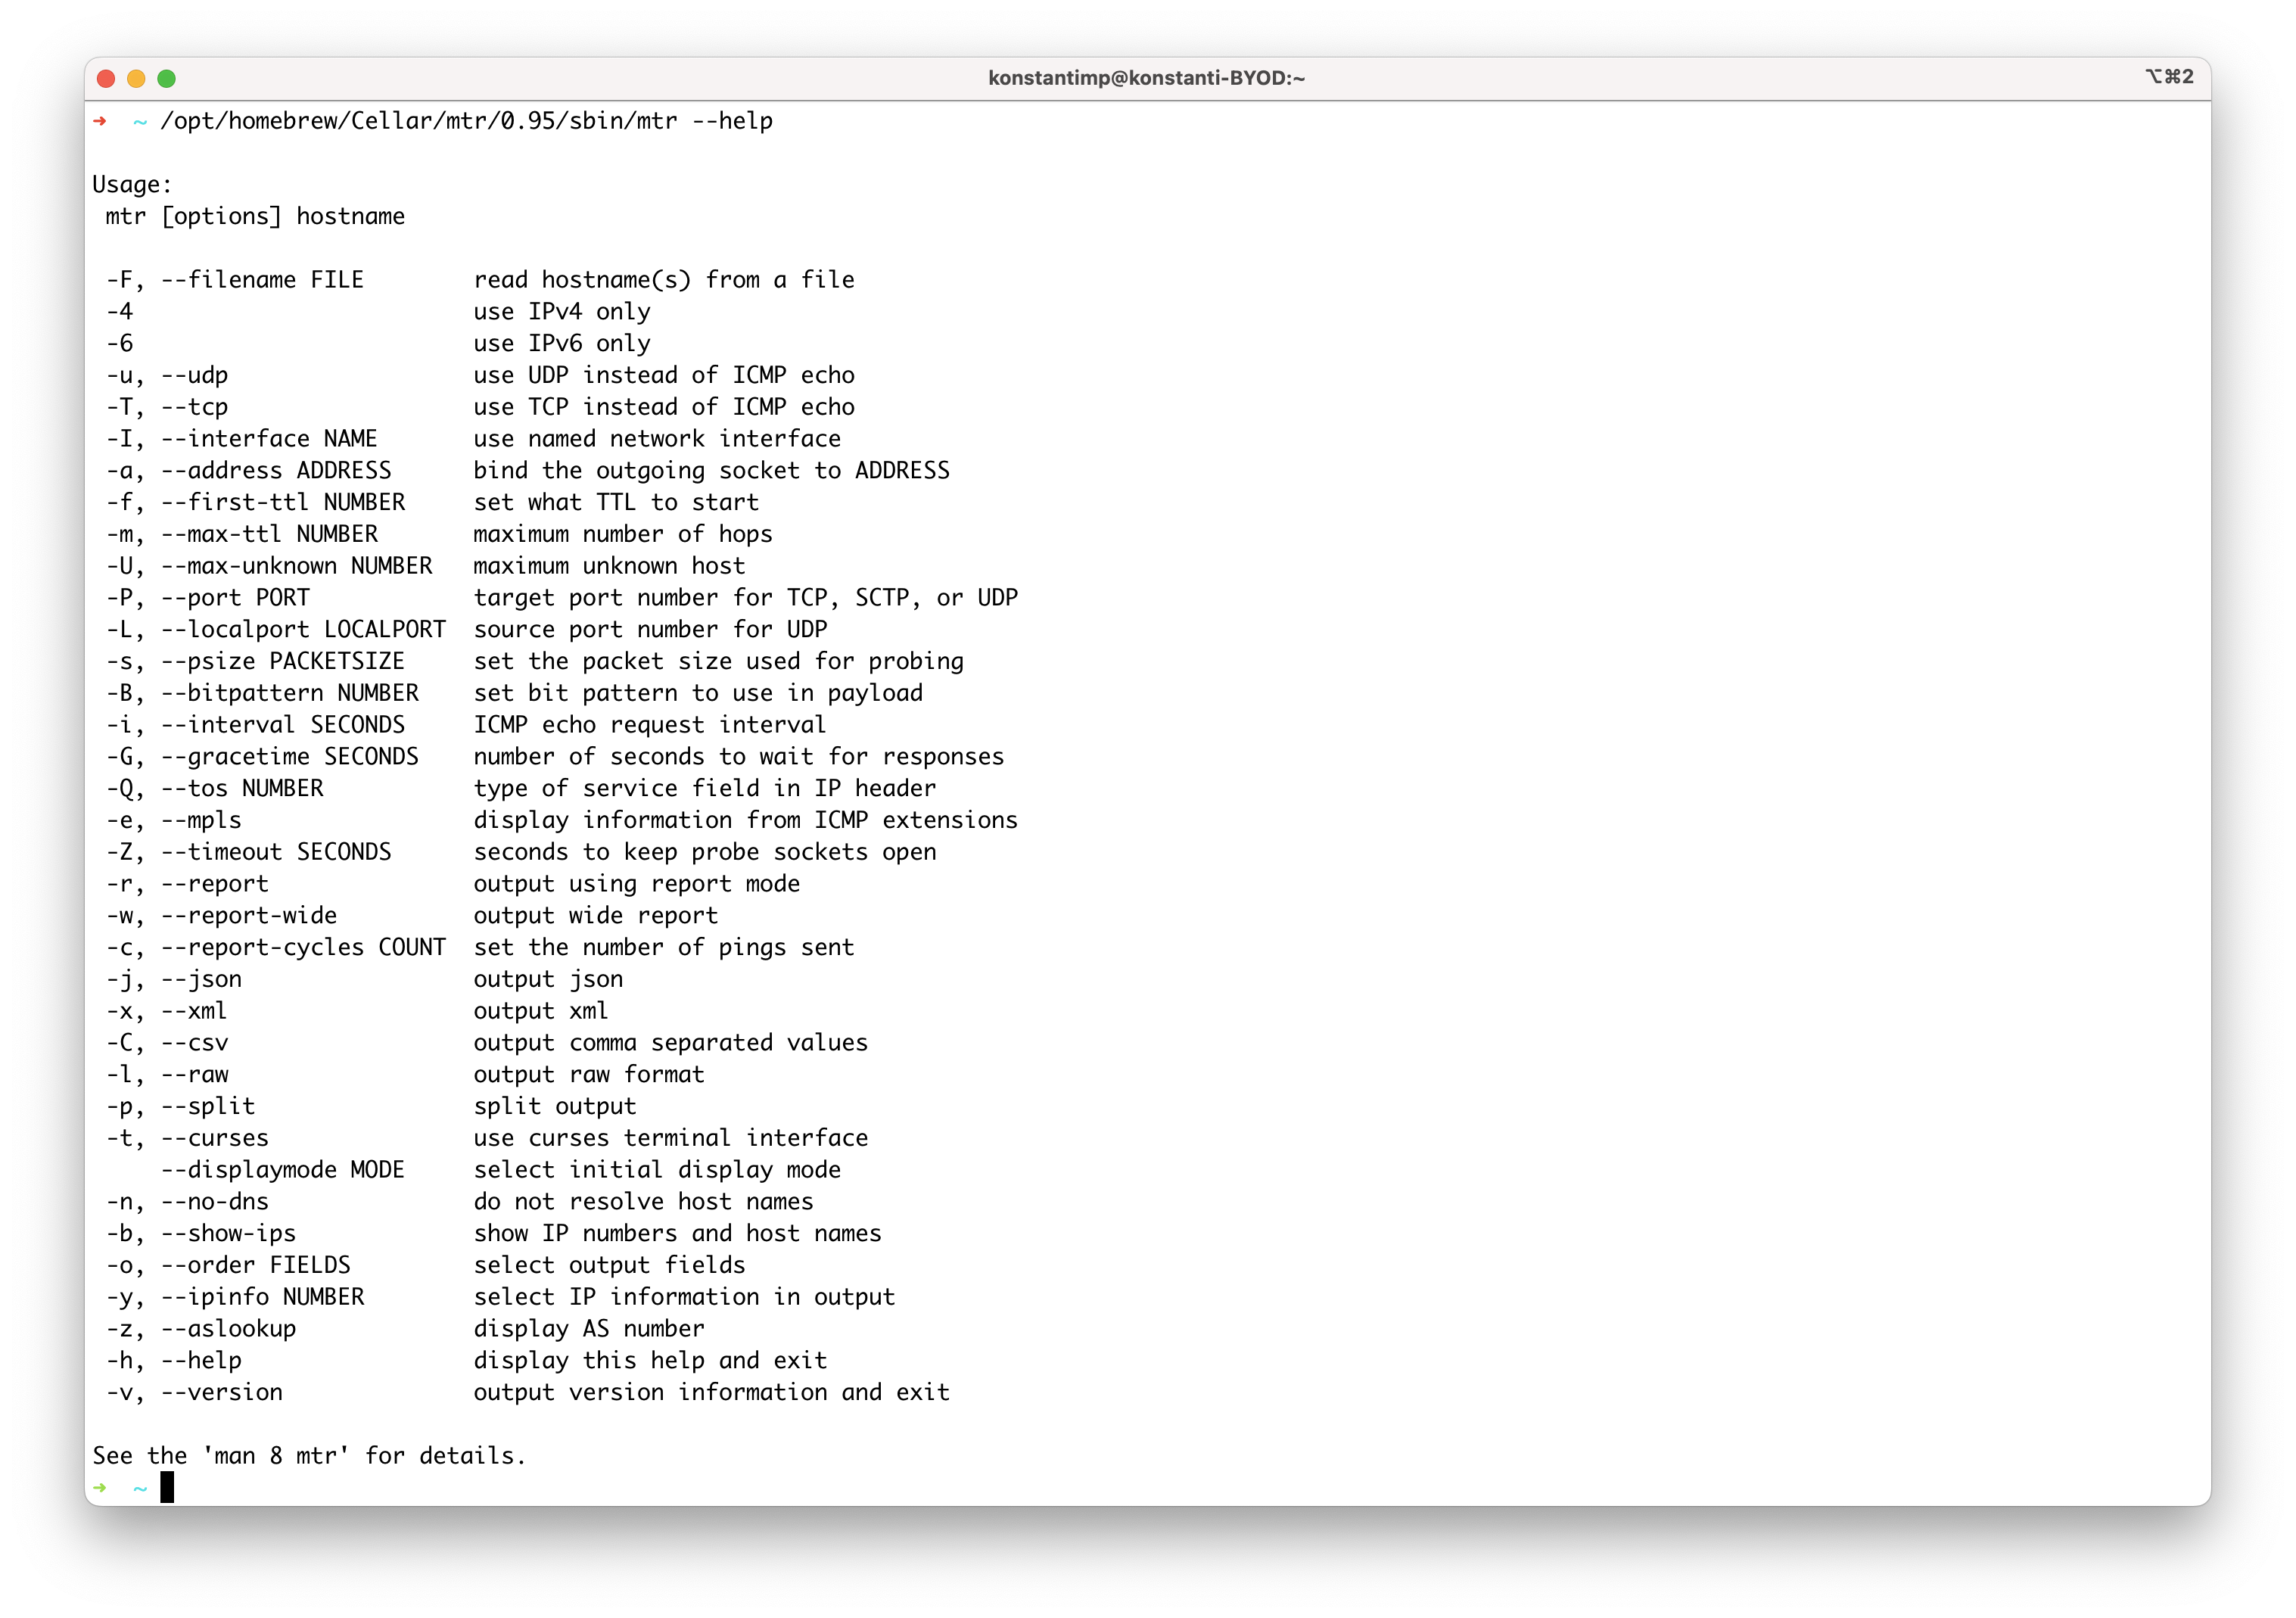 konstantimp@konstanti-BYOD:~ ⌥⌘2
➜  ~ /opt/homebrew/Cellar/mtr/0.95/sbin/mtr --help

Usage:
 mtr [options] hostname

 -F, --filename FILE        read hostname(s) from a file
 -4                         use IPv4 only
 -6                         use IPv6 only
 -u, --udp                  use UDP instead of ICMP echo
 -T, --tcp                  use TCP instead of ICMP echo
 -I, --interface NAME       use named network interface
 -a, --address ADDRESS      bind the outgoing socket to ADDRESS
 -f, --first-ttl NUMBER     set what TTL to start
 -m, --max-ttl NUMBER       maximum number of hops
 -U, --max-unknown NUMBER   maximum unknown host
 -P, --port PORT            target port number for TCP, SCTP, or UDP
 -L, --localport LOCALPORT  source port number for UDP
 -s, --psize PACKETSIZE     set the packet size used for probing
 -B, --bitpattern NUMBER    set bit pattern to use in payload
 -i, --interval SECONDS     ICMP echo request interval
 -G, --gracetime SECONDS    number of seconds to wait for responses
 -Q, --tos NUMBER           type of service field in IP header
 -e, --mpls                 display information from ICMP extensions
 -Z, --timeout SECONDS      seconds to keep probe sockets open
 -r, --report               output using report mode
 -w, --report-wide          output wide report
 -c, --report-cycles COUNT  set the number of pings sent
 -j, --json                 output json
 -x, --xml                  output xml
 -C, --csv                  output comma separated values
 -l, --raw                  output raw format
 -p, --split                split output
 -t, --curses               use curses terminal interface
     --displaymode MODE     select initial display mode
 -n, --no-dns               do not resolve host names
 -b, --show-ips             show IP numbers and host names
 -o, --order FIELDS         select output fields
 -y, --ipinfo NUMBER        select IP information in output
 -z, --aslookup             display AS number
 -h, --help                 display this help and exit
 -v, --version              output version information and exit

See the 'man 8 mtr' for details.
➜  ~